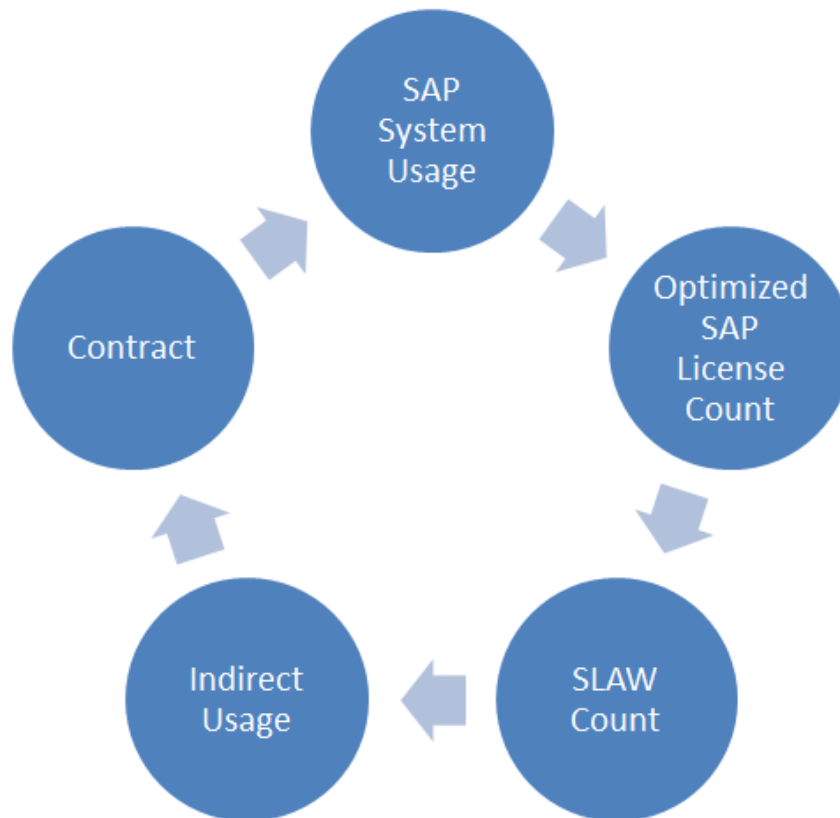 SAP
System
Usage
Optimized
SAP
License
Count
SLAW
Count
Indirect
Usage
Contract